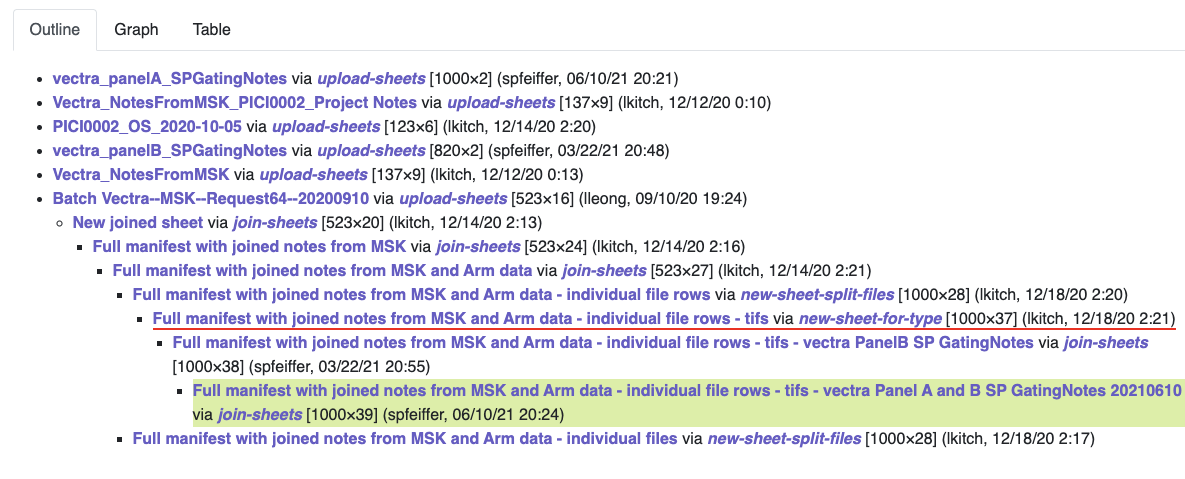 Outline Graph Table
• vectra_panelA_SPGatingNotes via upload-sheets [1000×2] (spfeiffer, 06/10/21 20:21)
• Vectra_NotesFromMSK_PICI0002_Project Notes via upload-sheets [137×9] (lkitch, 12/12/20 0:10)
• PICI0002_OS_2020-10-05 via upload-sheets [123×6] (lkitch, 12/14/20 2:20)
• vectra_panelB_SPGatingNotes via upload-sheets [820×2] (spfeiffer, 03/22/21 20:48)
• Vectra_NotesFromMSK via upload-sheets [137×9] (lkitch, 12/12/20 0:13)
• Batch Vectra--MSK--Request64--20200910 via upload-sheets [523×16] (lleong, 09/10/20 19:24)
◦ New joined sheet via join-sheets [523×20] (lkitch, 12/14/20 2:13)
▪ Full manifest with joined notes from MSK via join-sheets [523×24] (lkitch, 12/14/20 2:16)
▪ Full manifest with joined notes from MSK and Arm data via join-sheets [523×27] (lkitch, 12/14/20 2:21)
▪ Full manifest with joined notes from MSK and Arm data - individual file rows via new-sheet-split-files [1000×28] (lkitch, 12/18/20 2:20)
▪ Full manifest with joined notes from MSK and Arm data - individual file rows - tifs via new-sheet-for-type [1000×37] (lkitch, 12/18/20 2:21)
▪ Full manifest with joined notes from MSK and Arm data - individual file rows - tifs - vectra PanelB SP GatingNotes via join-sheets
[1000×38] (spfeiffer, 03/22/21 20:55)
▪ Full manifest with joined notes from MSK and Arm data - individual file rows - tifs - vectra Panel A and B SP GatingNotes 20210610
via join-sheets [1000×39] (spfeiffer, 06/10/21 20:24)
▪ Full manifest with joined notes from MSK and Arm data - individual files via new-sheet-split-files [1000×28] (lkitch, 12/18/20 2:17)